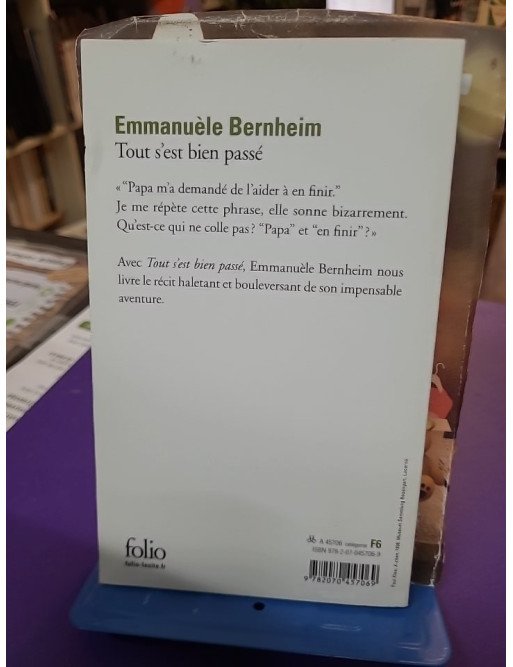 Emmanuèle Bernheim
Tout s'est bien passé
« “Papa m'a demandé de l'aider à en finir.”
Je me répète cette phrase, elle sonne bizarrement.
Qu'est-ce qui ne colle pas ? “Papa” et “en finir” ? »
Avec Tout s'est bien passé, Emmanuèle Bernheim nous
livre le récit haletant et bouleversant de son impensable
aventure.
folio
folio-lesite.fr
A 45706 catégorie F6
ISBN 978-2-07-045706-9
9 782070 457069